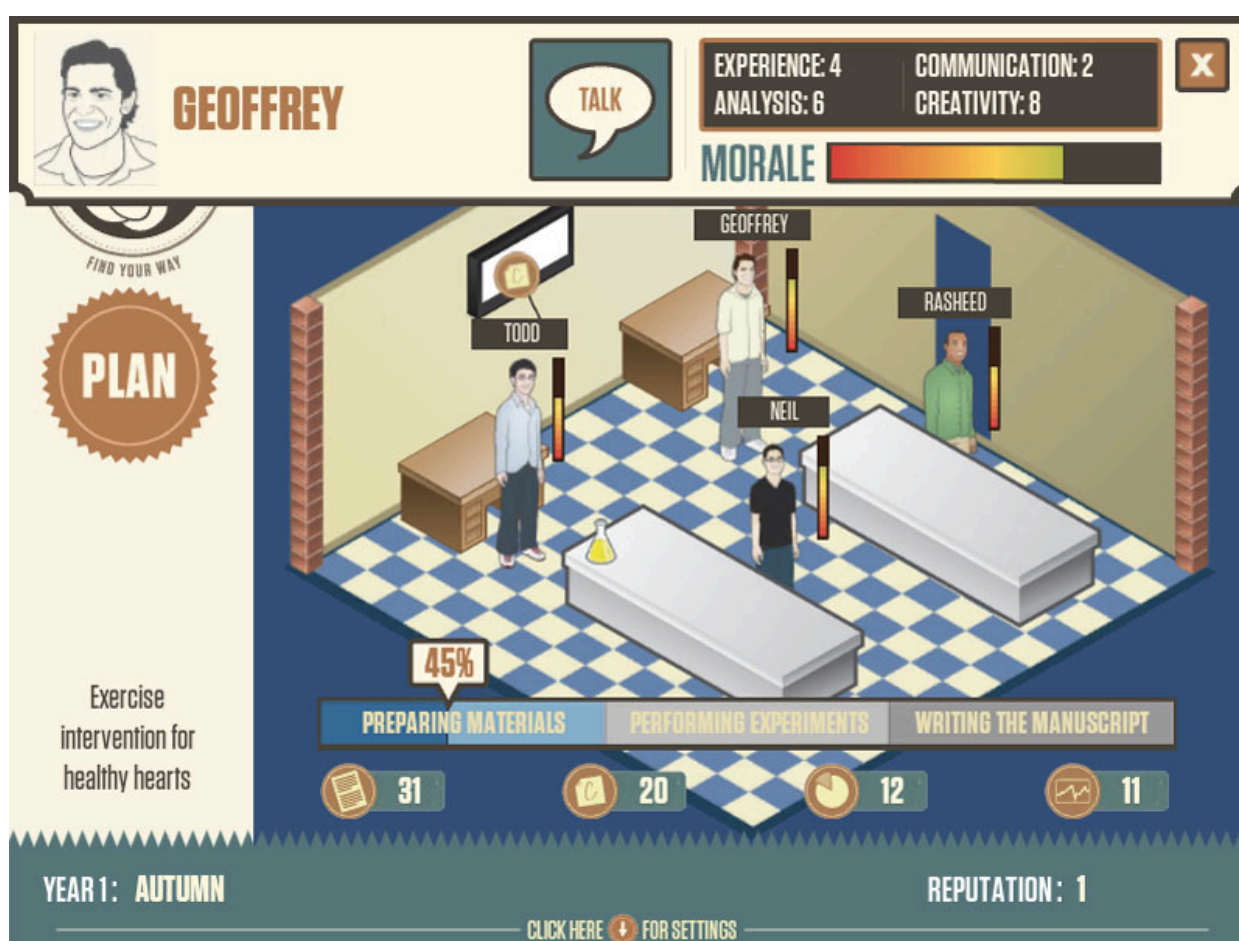 GEOFFREY
TALK
EXPERIENCE: 4
COMMUNICATION: 2
ANALYSIS: 6
CREATIVITY: 8
X
MORALE
FIND YOUR WAY
PLAN
GEOFFREY
RASHEED
TODD
C
NEIL
45%
PREPARING MATERIALS
PERFORMING EXPERIMENTS
WRITING THE MANUSCRIPT
31
C
20
12
11
Exercise
intervention for
healthy hearts
YEAR 1: AUTUMN
REPUTATION: 1
CLICK HERE FOR SETTINGS